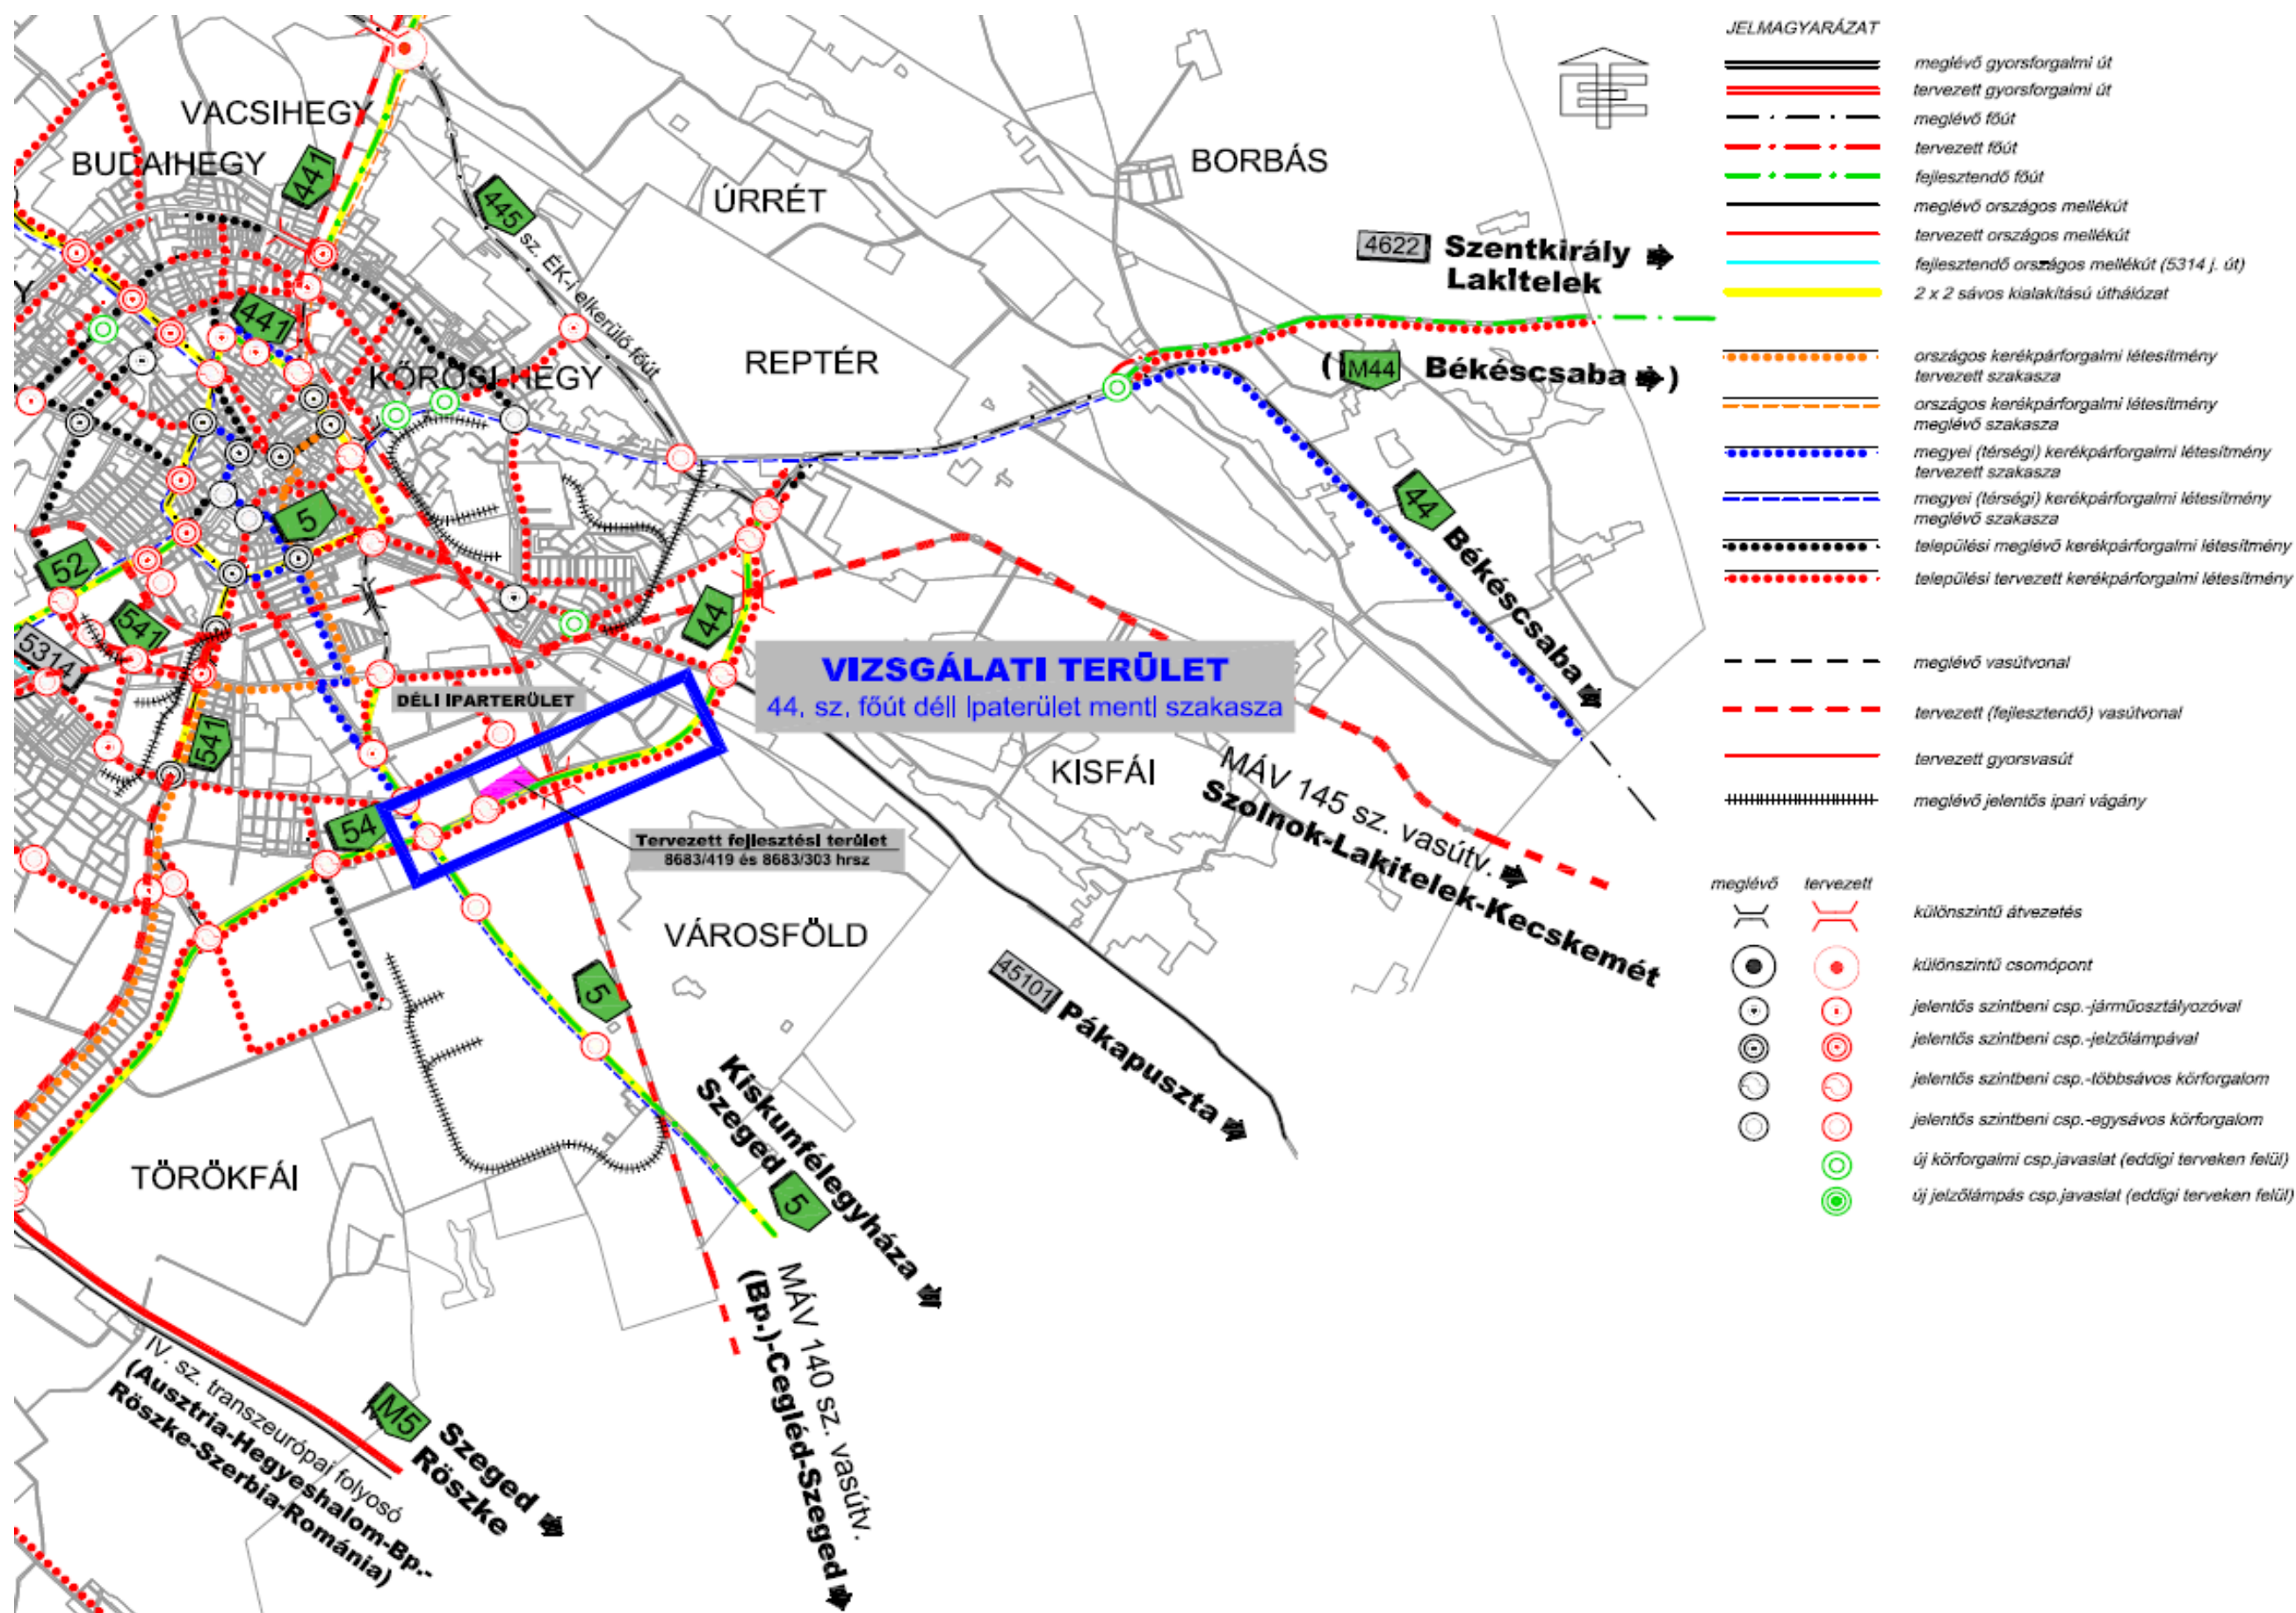 VACSIHEGY
BUDAIHEGY
441
445 sz. ÉK-i elkerülő főút
ÚRRÉT
BORBÁS
4622 Szentkirály
Lakitelek
441
KŐRÖSI HEGY
REPTÉR
(M44 Békéscsaba )
5
44 Békéscsaba
52
541
5314
44
VIZSGÁLATI TERÜLET
44. sz. főút déli ipaterület menti szakasza
DÉLI IPARTERÜLET
541
KISFÁI
MÁV 145 sz. vasútv.
Szolnok-Lakitelek-Kecskemét
54
Tervezett fejlesztési terület
8683/419 és 8683/303 hrsz
VÁROSFÖLD
5
45101 Pákapuszta
Kiskunfélegyháza
Szeged 5
TÖRÖKFÁI
MÁV 140 sz. vasútv.
(Bp.)-Cegléd-Szeged
IV. sz. transzeurópai folyosó
(Ausztria-Hegyeshalom-Bp.-
Röszke-Szerbia-Románia)
M5 Szeged
Röszke
JELMAGYARÁZAT
meglévő gyorsforgalmi út
tervezett gyorsforgalmi út
meglévő főút
tervezett főút
fejlesztendő főút
meglévő országos mellékút
tervezett országos mellékút
fejlesztendő országos mellékút (5314 j. út)
2 x 2 sávos kialakítású úthálózat
országos kerékpárforgalmi létesítmény
tervezett szakasza
országos kerékpárforgalmi létesítmény
meglévő szakasza
megyei (térségi) kerékpárforgalmi létesítmény
tervezett szakasza
megyei (térségi) kerékpárforgalmi létesítmény
meglévő szakasza
települési meglévő kerékpárforgalmi létesítmény
települési tervezett kerékpárforgalmi létesítmény
meglévő vasútvonal
tervezett (fejlesztendő) vasútvonal
tervezett gyorsvasút
meglévő jelentős ipari vágány
meglévő tervezett
különszintű átvezetés
különszintű csomópont
jelentős szintbeni csp.-járműosztályozóval
jelentős szintbeni csp.-jelzőlámpával
jelentős szintbeni csp.-többsávos körforgalom
jelentős szintbeni csp.-egysávos körforgalom
új körforgalmi csp.javaslat (eddigi terveken felül)
új jelzőlámpás csp.javaslat (eddigi terveken felül)